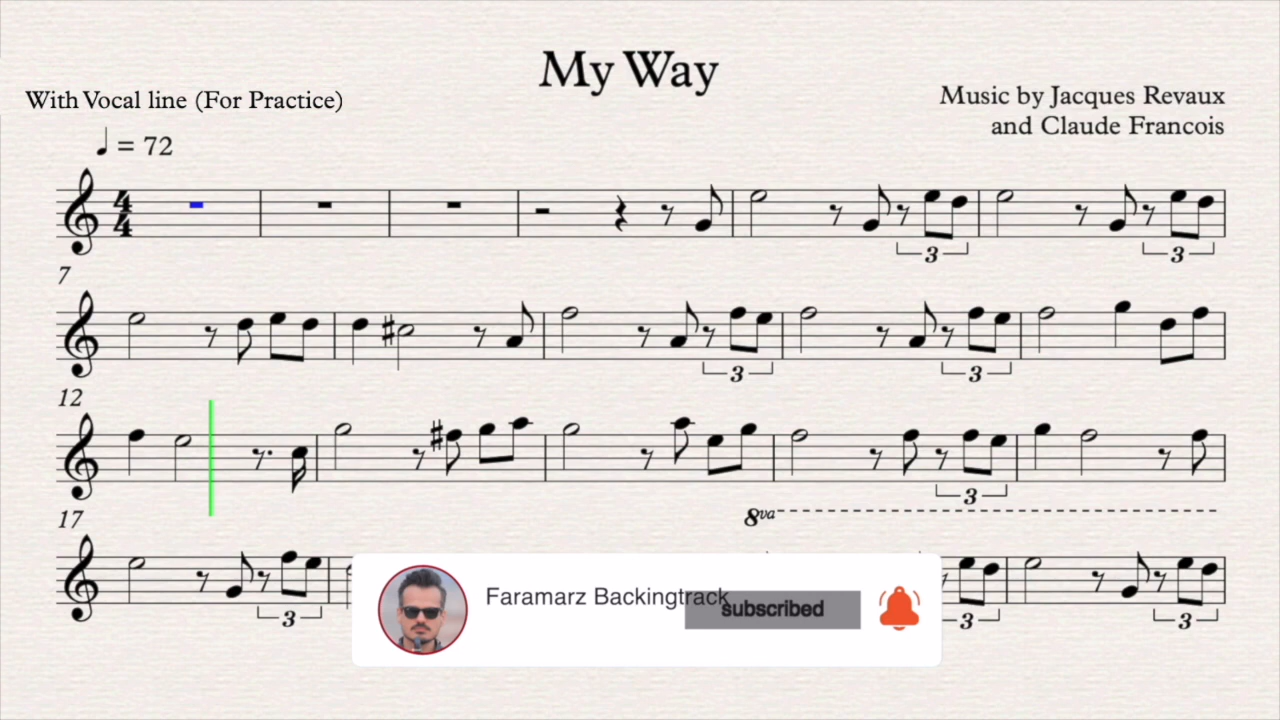 My Way
With Vocal line (For Practice)
Music by Jacques Revaux
and Claude Francois
= 72
4
4
3
3
7
3
3
12
3
8va
17
3
3
3
Faramarz Backingtrack
subscribed